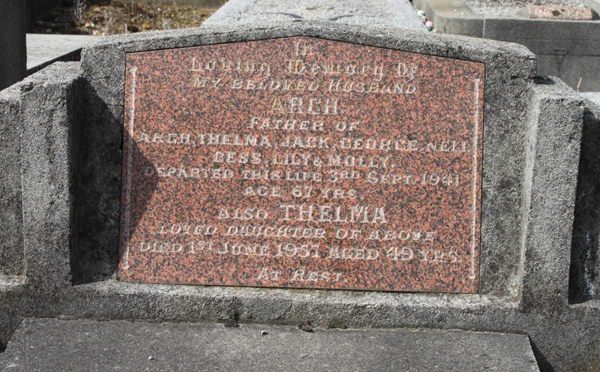 In
Loving Memory Of
My Beloved Husband
ARCH
Father of
Arch, Thelma, Jack, George, Nell
Bess, Lily & Molly,
Departed this life 3rd Sept. 1941
Age 67 Yrs.
Also THELMA
Loved Daughter of Above
Died 1st June 1957 Aged 49 Yrs.
At Rest